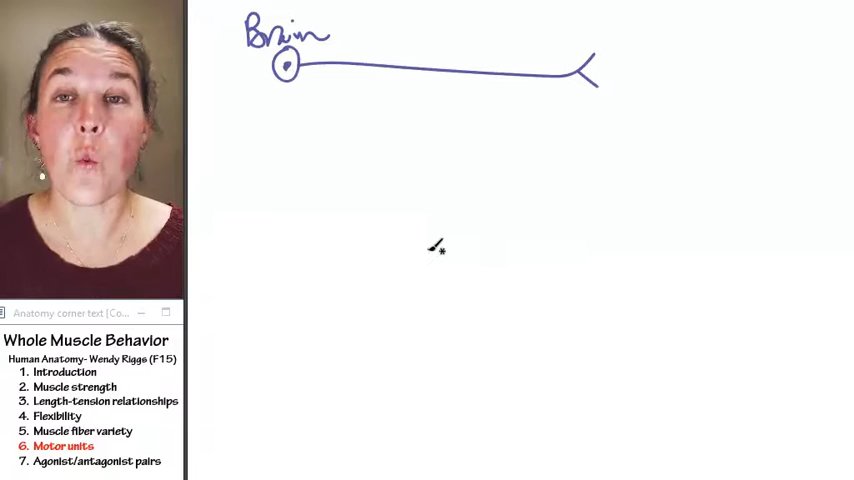 Brain
Anatomy corner text [Co...
Whole Muscle Behavior
Human Anatomy- Wendy Riggs (F15)
1. Introduction
2. Muscle strength
3. Length-tension relationships
4. Flexibility
5. Muscle fiber variety
6. Motor units
7. Agonist/antagonist pairs